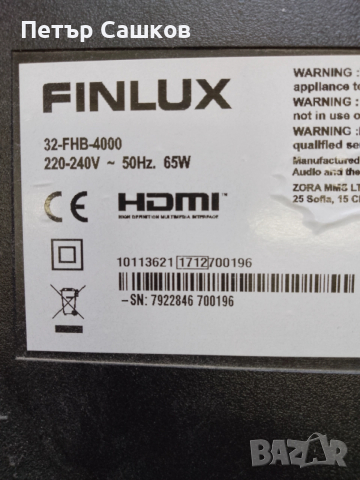 Петър Сашков
FINLUX
32-FHB-4000
220-240V ~ 50Hz. 65W
CE HDMI™
HIGH DEFINITION MULTIMEDIA INTERFACE
10113621 1712 700196
-SN: 7922846 700196
WARNING :
appliance to
WARNING :
not in use o
WARNING :
qualified se
Manufactured
Audio and the
ZORA MMS LT
25 Sofia, 15 C
BAZAR